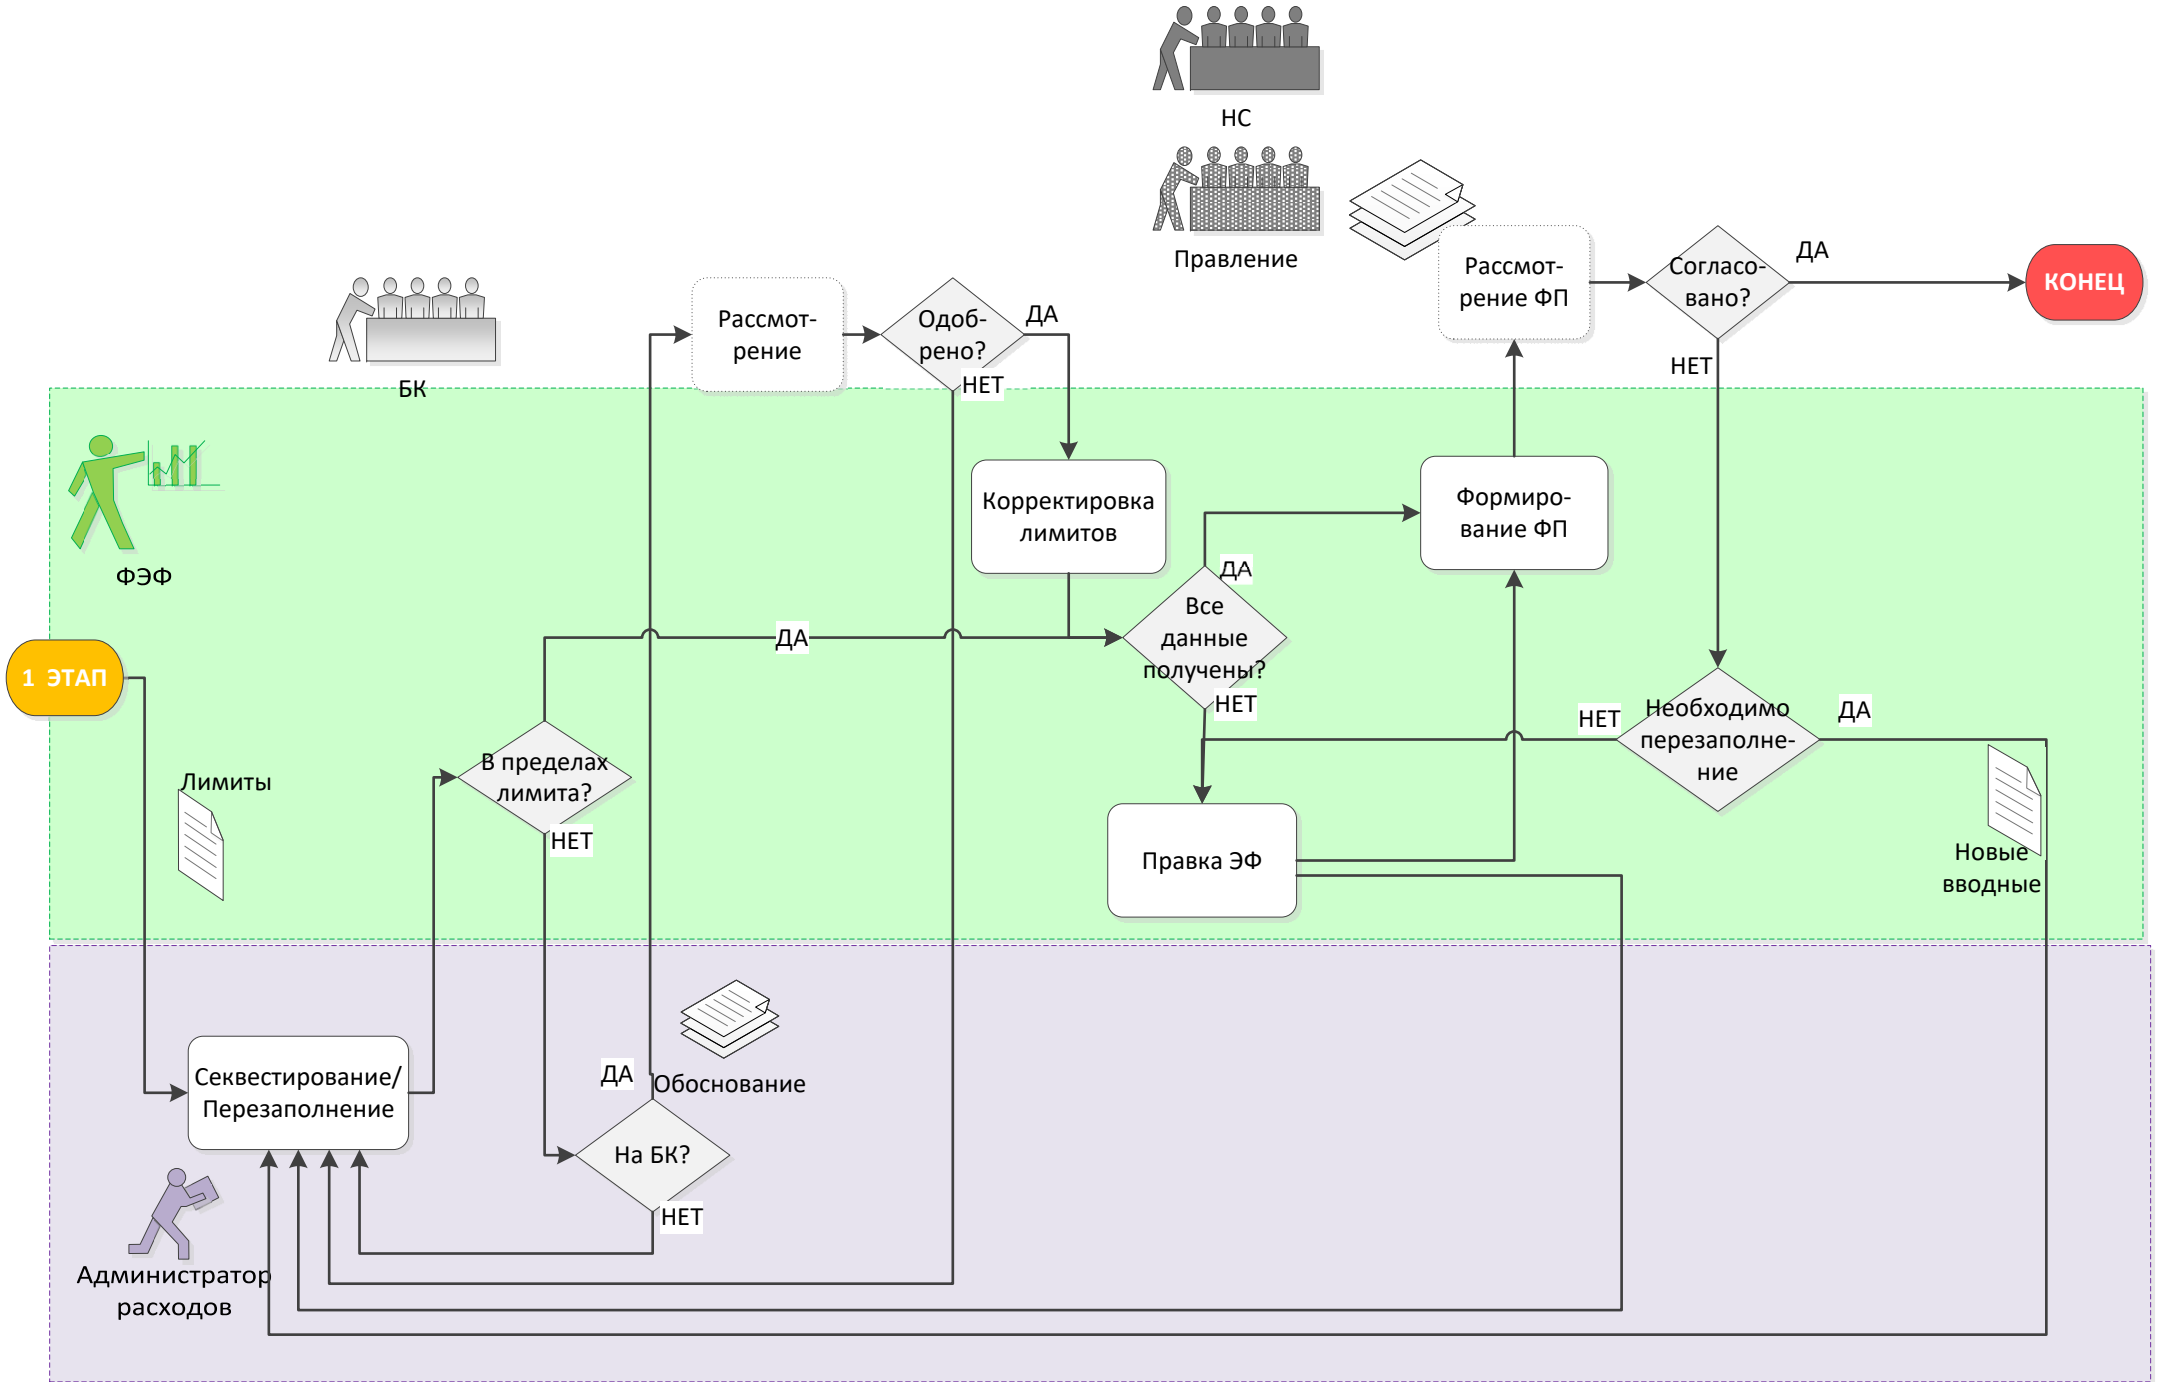 НС
Правление
Рассмот-
рение ФП
Согласо-
вано?
ДА
КОНЕЦ
НЕТ
БК
Рассмот-
рение
Одоб-
рено?
ДА
НЕТ
ФЭФ
Корректировка
лимитов
Формиро-
вание ФП
ДА
Все
данные
получены?
НЕТ
ДА
1 ЭТАП
Лимиты
В пределах
лимита?
НЕТ
НЕТ
Необходимо
перезаполне-
ние
ДА
Новые
вводные
Правка ЭФ
Секвестирование/
Перезаполнение
ДА
Обоснование
На БК?
НЕТ
Администратор
расходов